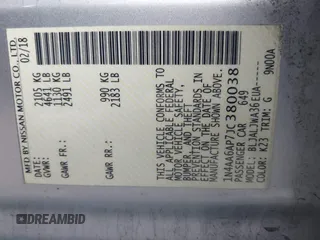 MFD BY NISSAN MOTOR CO., LTD.
02/18
GVWR: 2105 KG
4641 LB
GAWR FR.: 1130 KG
2491 LB
GAWR RR.: 990 KG
2183 LB
THIS VEHICLE CONFORMS TO ALL
APPLICABLE FEDERAL
MOTOR VEHICLE SAFETY,
BUMPER, AND THEFT
PREVENTION STANDARDS
IN EFFECT ON THE DATE OF
MANUFACTURE SHOWN ABOVE.
1N4AA6AP7JC380038
PASSENGER CAR 649
COLOR: K23 TRIM: G
9N00A
BIDFAX.INFO